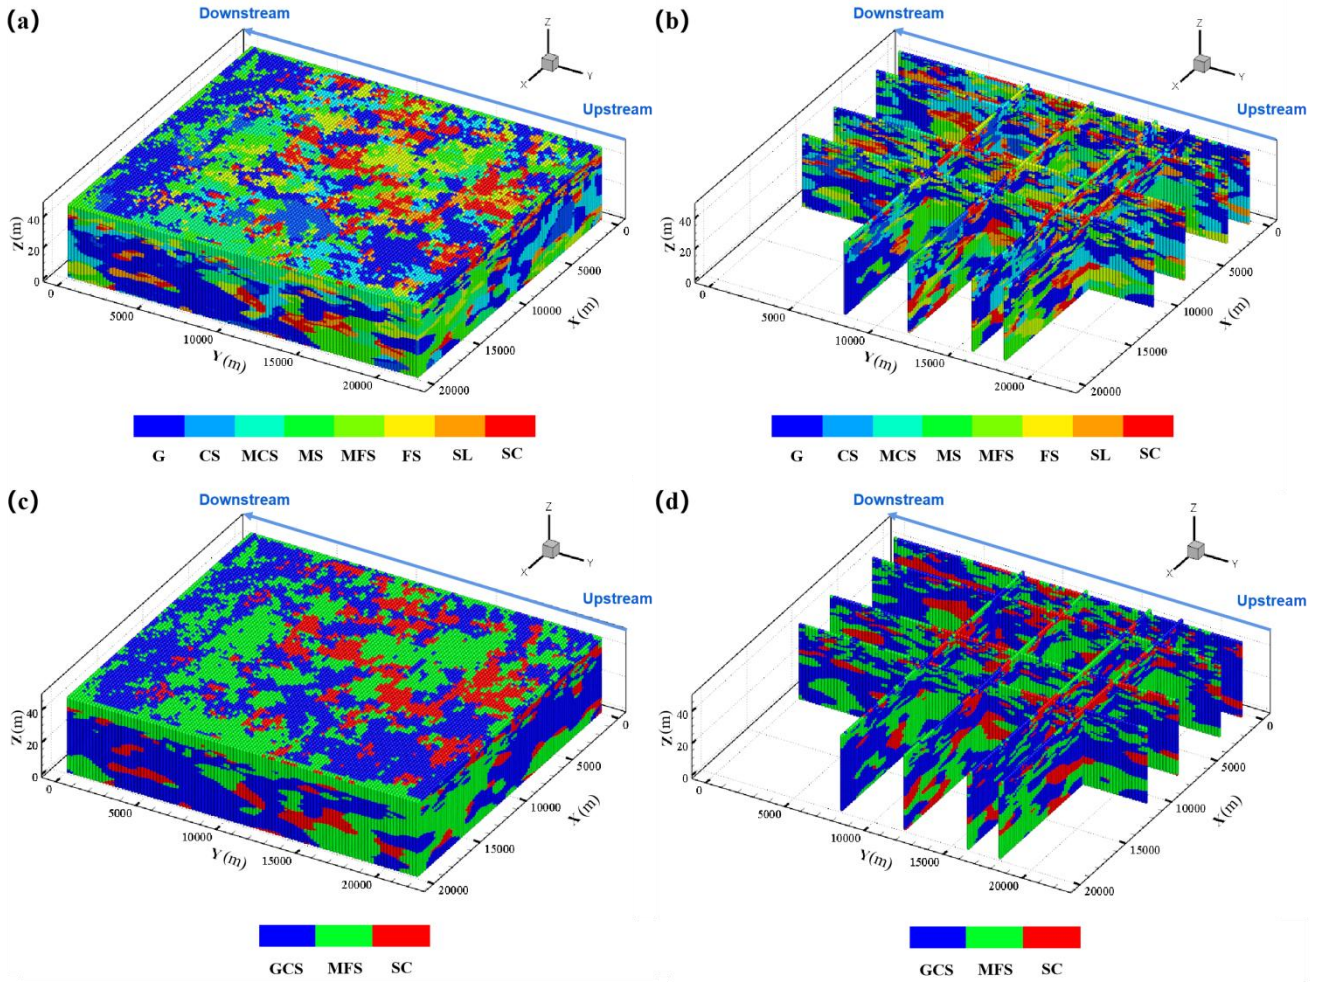 (a)
Downstream
Z
X
Y
Upstream
Z(m)
40
20
0
0
5000
10000
15000
20000
Y(m)
0
5000
10000
15000
20000
X(m)
G CS MCS MS MFS FS SL SC
(b)
Downstream
Z
X
Y
Upstream
Z(m)
40
20
0
0
5000
10000
15000
20000
Y(m)
0
5000
10000
15000
20000
X(m)
G CS MCS MS MFS FS SL SC
(c)
Downstream
Z
X
Y
Upstream
Z(m)
40
20
0
0
5000
10000
15000
20000
Y(m)
0
5000
10000
15000
20000
X(m)
GCS MFS SC
(d)
Downstream
Z
X
Y
Upstream
Z(m)
40
20
0
0
5000
10000
15000
20000
Y(m)
0
5000
10000
15000
20000
X(m)
GCS MFS SC